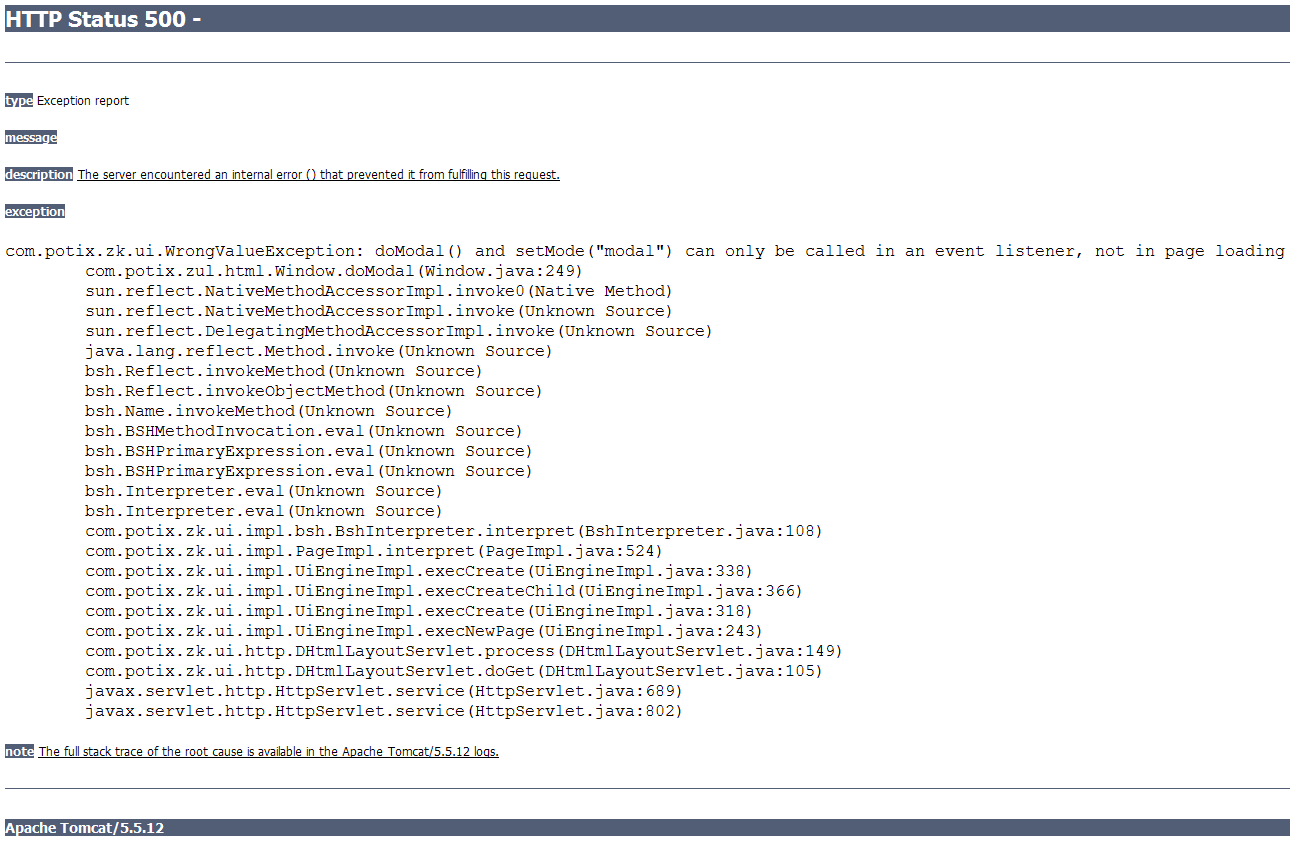 HTTP Status 500 -
type Exception report
message
description The server encountered an internal error () that prevented it from fulfilling this request.
exception
com.potix.zk.ui.WrongValueException: doModal() and setMode("modal") can only be called in an event listener, not in page loading
com.potix.zul.html.Window.doModal(Window.java:249)
sun.reflect.NativeMethodAccessorImpl.invoke0(Native Method)
sun.reflect.NativeMethodAccessorImpl.invoke(Unknown Source)
sun.reflect.DelegatingMethodAccessorImpl.invoke(Unknown Source)
java.lang.reflect.Method.invoke(Unknown Source)
bsh.Reflect.invokeMethod(Unknown Source)
bsh.Reflect.invokeObjectMethod(Unknown Source)
bsh.Name.invokeMethod(Unknown Source)
bsh.BSHMethodInvocation.eval(Unknown Source)
bsh.BSHPrimaryExpression.eval(Unknown Source)
bsh.BSHPrimaryExpression.eval(Unknown Source)
bsh.Interpreter.eval(Unknown Source)
bsh.Interpreter.eval(Unknown Source)
com.potix.zk.ui.impl.bsh.BshInterpreter.interpret(BshInterpreter.java:108)
com.potix.zk.ui.impl.PageImpl.interpret(PageImpl.java:524)
com.potix.zk.ui.impl.UiEngineImpl.execCreate(UiEngineImpl.java:338)
com.potix.zk.ui.impl.UiEngineImpl.execCreateChild(UiEngineImpl.java:366)
com.potix.zk.ui.impl.UiEngineImpl.execCreate(UiEngineImpl.java:318)
com.potix.zk.ui.impl.UiEngineImpl.execNewPage(UiEngineImpl.java:243)
com.potix.zk.ui.http.DHtmlLayoutServlet.process(DHtmlLayoutServlet.java:149)
com.potix.zk.ui.http.DHtmlLayoutServlet.doGet(DHtmlLayoutServlet.java:105)
javax.servlet.http.HttpServlet.service(HttpServlet.java:689)
javax.servlet.http.HttpServlet.service(HttpServlet.java:802)
note The full stack trace of the root cause is available in the Apache Tomcat/5.5.12 logs.
Apache Tomcat/5.5.12